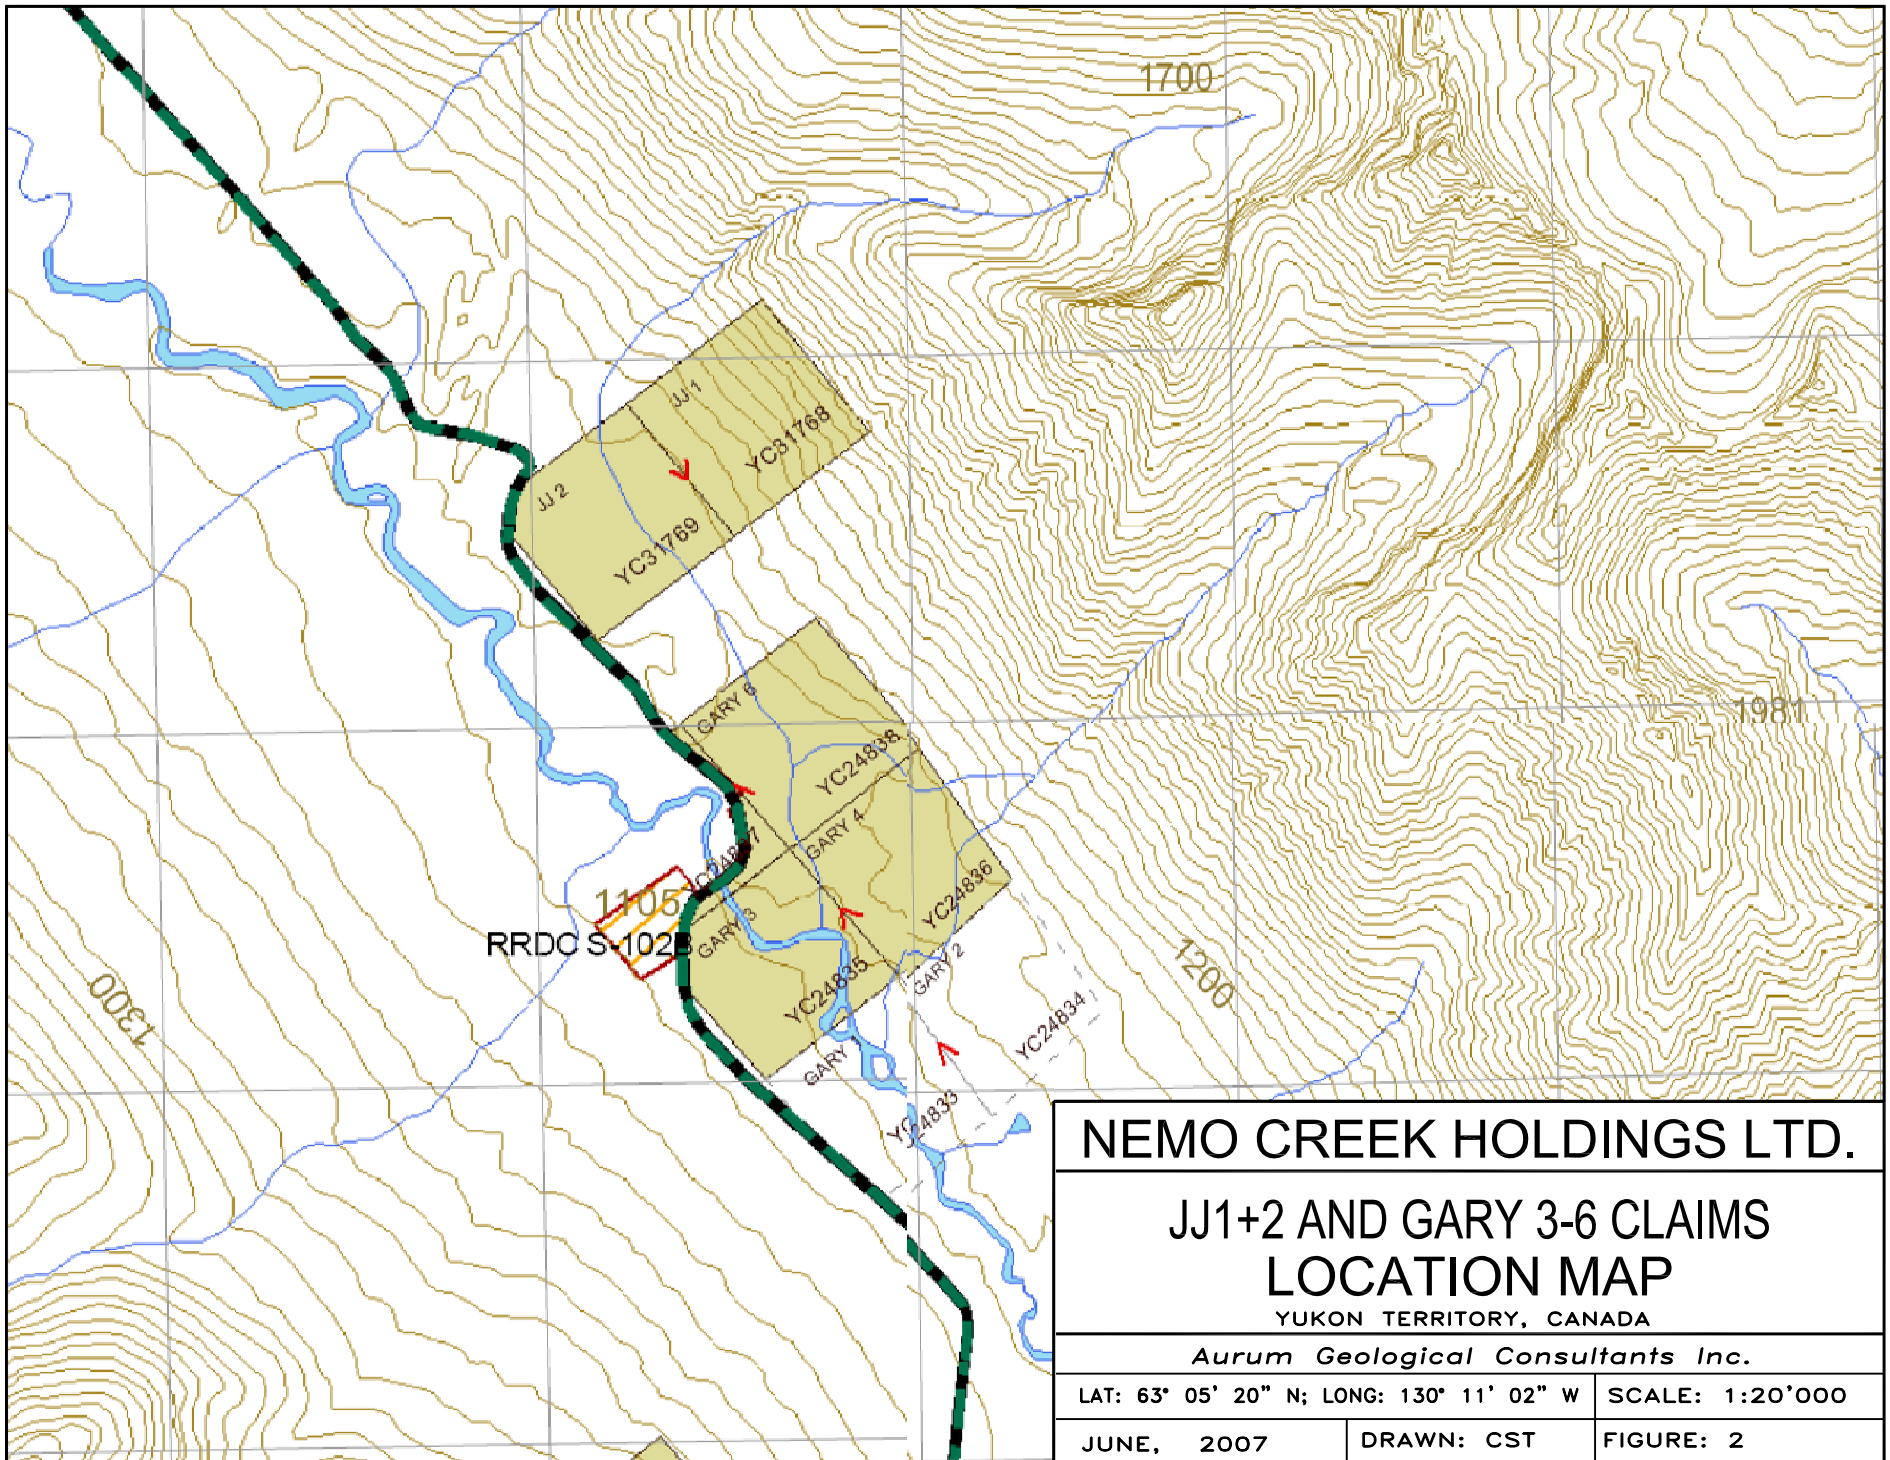 1700
JJ 1
YC31768
JJ 2
YC31769
GARY 6
YC24838
1981
GARY 4
1105
YC24836
RRDC S-102B
GARY 3
GARY 2
YC24835
1200
1300
YC24834
GARY
YC24833
NEMO CREEK HOLDINGS LTD.
JJ1+2 AND GARY 3-6 CLAIMS
LOCATION MAP
YUKON TERRITORY, CANADA
Aurum Geological Consultants Inc.
LAT: 63° 05' 20" N; LONG: 130° 11' 02" W
SCALE: 1:20'000
JUNE, 2007
DRAWN: CST
FIGURE: 2